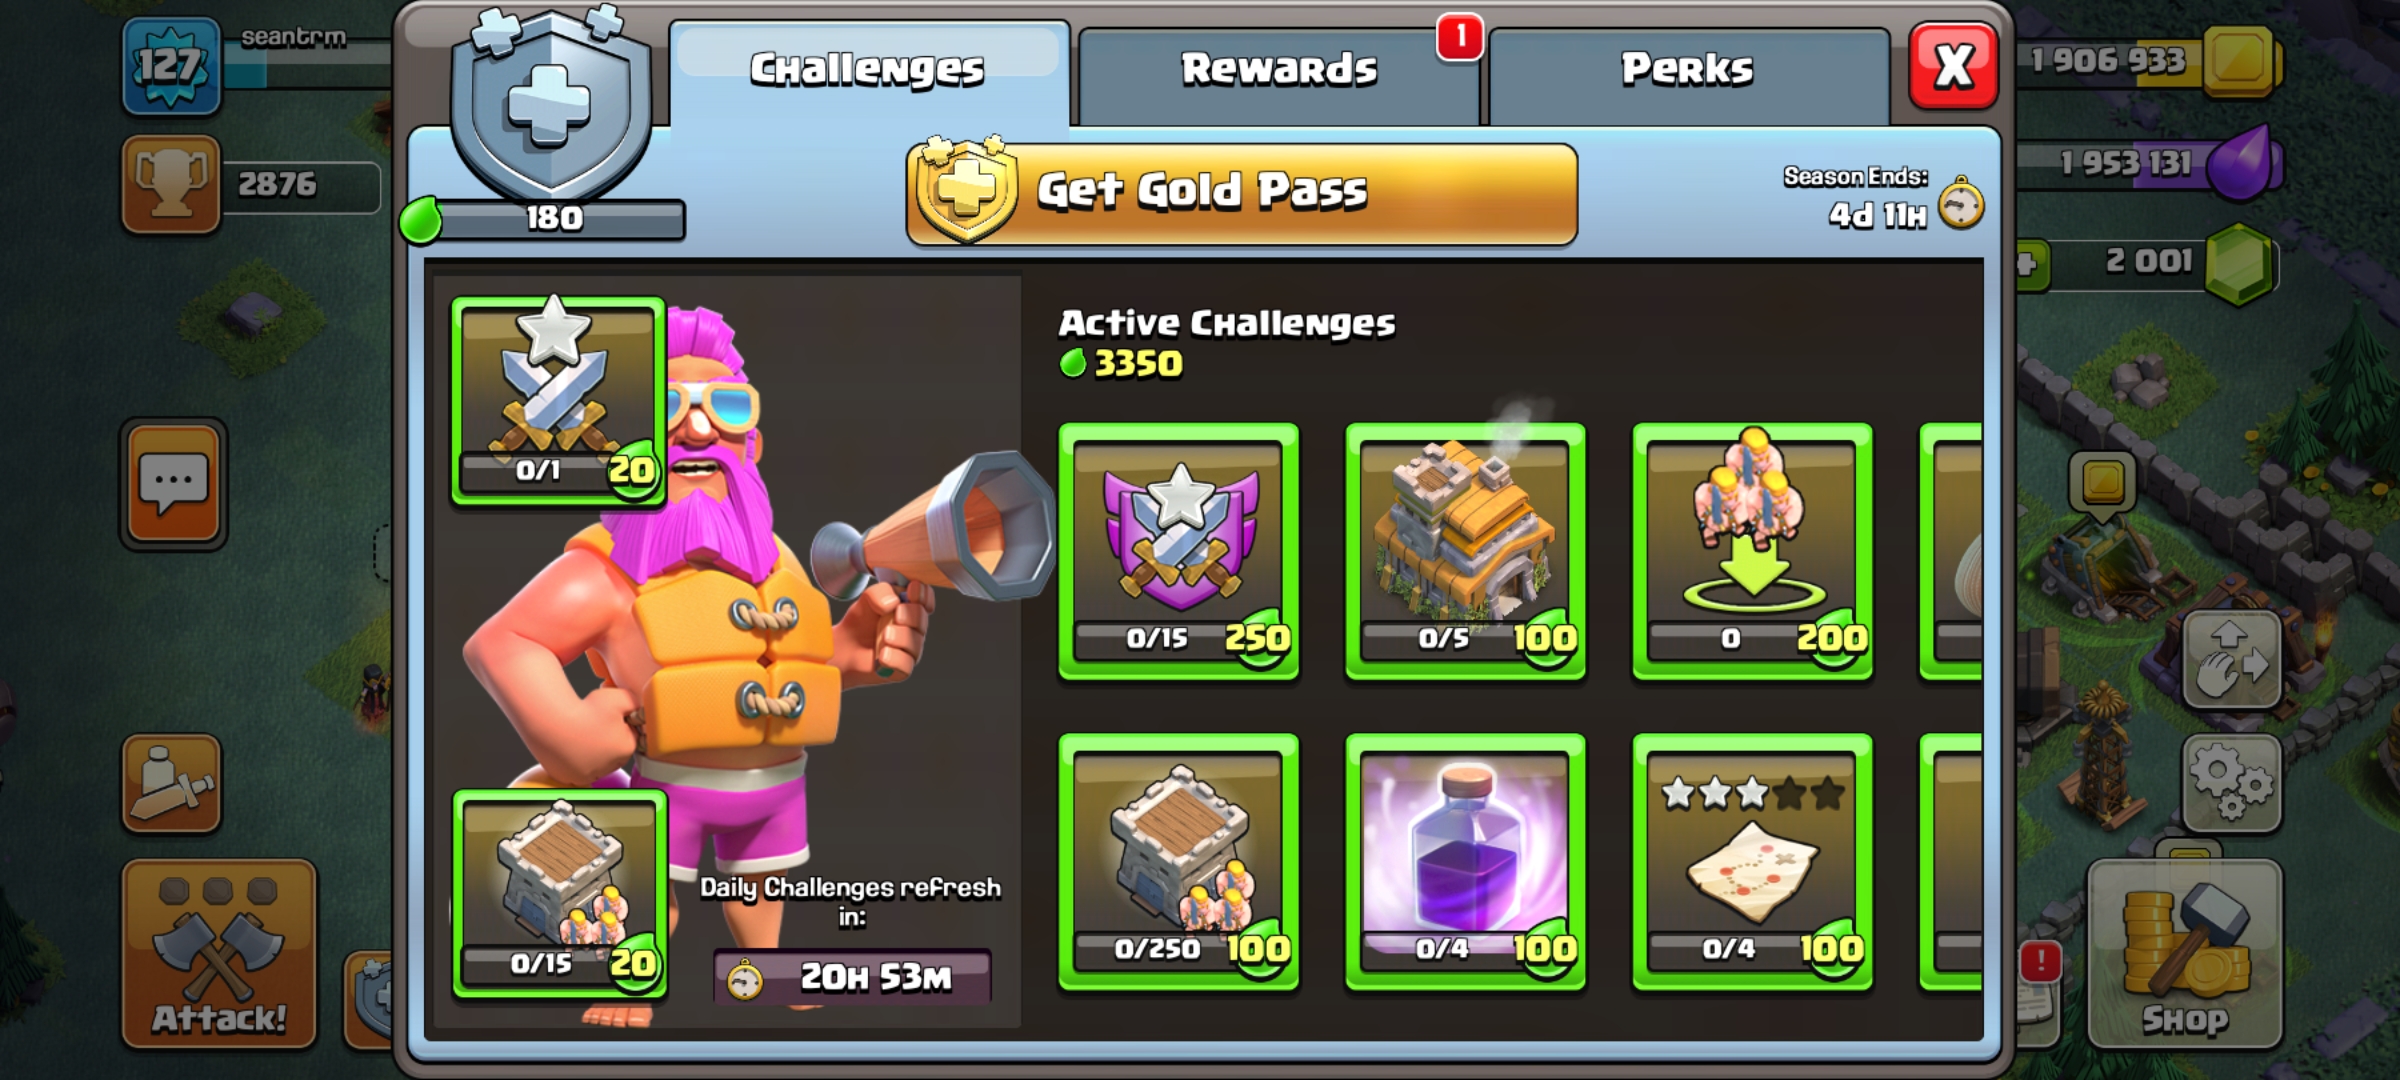 127
seantrm
2876
Attack!
180
Challenges
Rewards
1
Perks
X
Get Gold Pass
Season Ends:
4d 11H
1 906 933
1 953 131
2 001
0/1
20
0/15
20
Daily Challenges refresh
in:
20H 53M
Active Challenges
3350
0/15
250
0/5
100
0
200
0/250
100
0/4
100
0/4
100
!
Shop